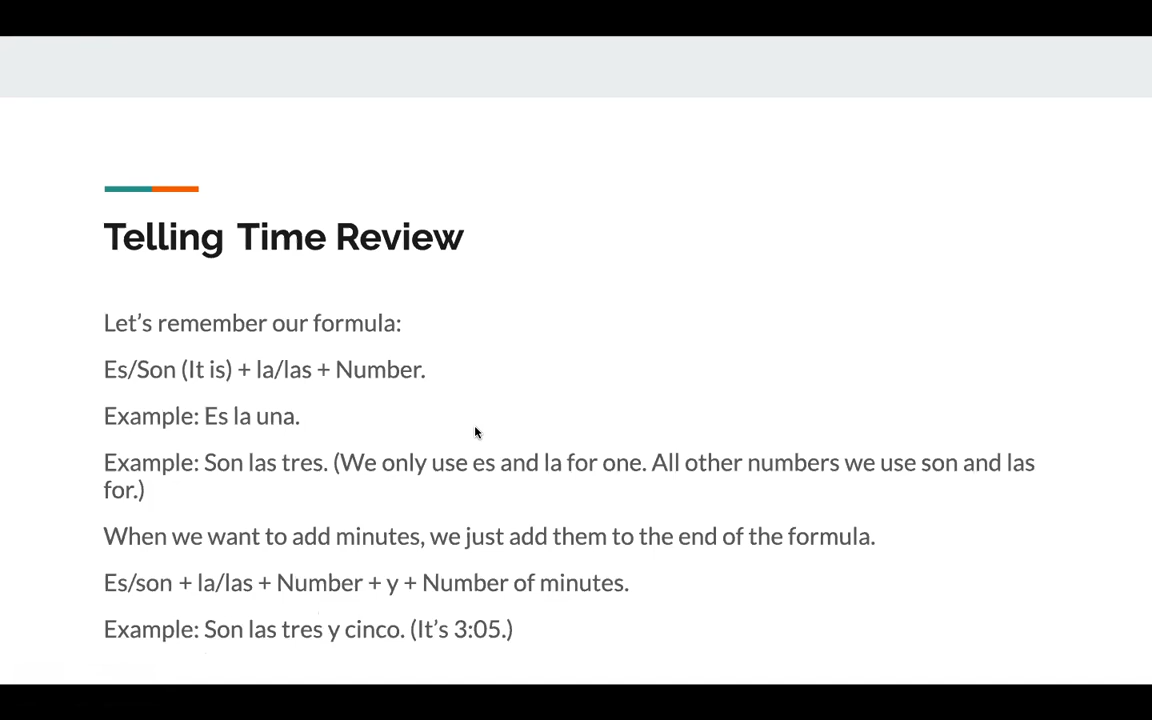 Telling Time Review
Let’s remember our formula:
Es/Son (It is) + la/las + Number.
Example: Es la una.
Example: Son las tres. (We only use es and la for one. All other numbers we use son and las
for.)
When we want to add minutes, we just add them to the end of the formula.
Es/son + la/las + Number + y + Number of minutes.
Example: Son las tres y cinco. (It’s 3:05.)